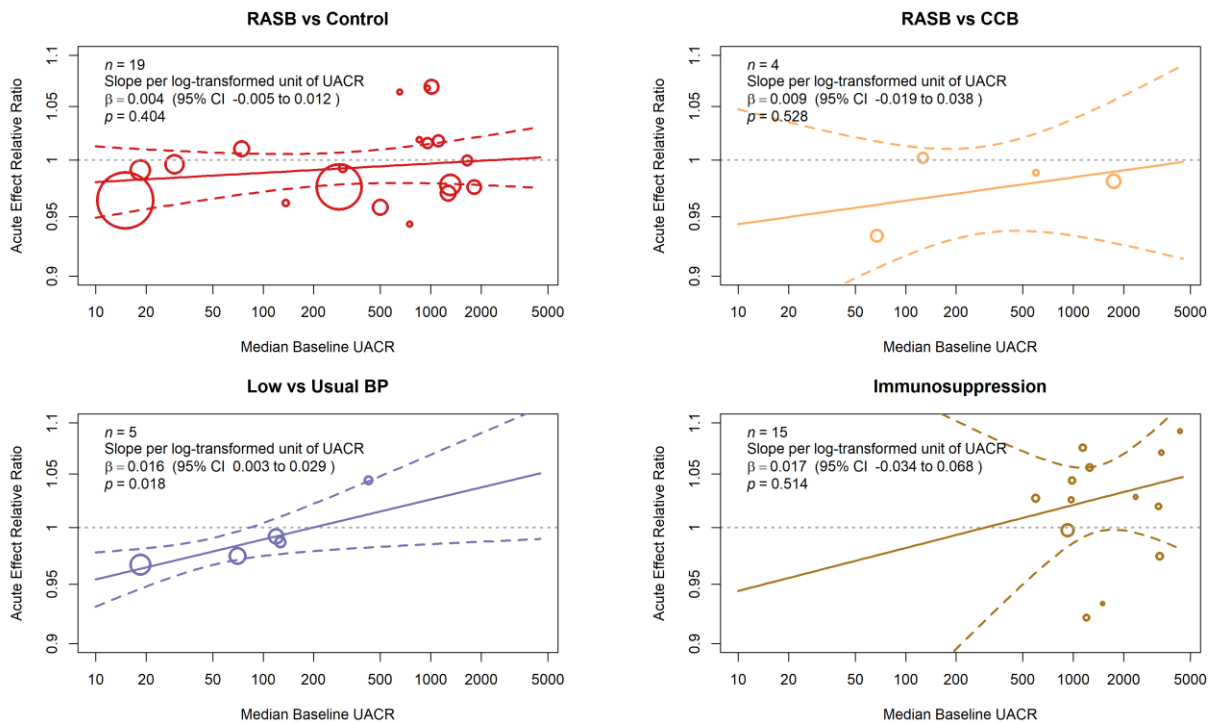 RASB vs Control
n = 19
Slope per log-transformed unit of UACR
β = 0.004 (95% CI -0.005 to 0.012 )
p = 0.404
Acute Effect Relative Ratio
1.1
1.05
1
0.95
0.9
10 20 50 100 200 500 1000 2000 5000
Median Baseline UACR
RASB vs CCB
n = 4
Slope per log-transformed unit of UACR
β = 0.009 (95% CI -0.019 to 0.038 )
p = 0.528
Acute Effect Relative Ratio
1.1
1.05
1
0.95
0.9
10 20 50 100 200 500 1000 2000 5000
Median Baseline UACR
Low vs Usual BP
n = 5
Slope per log-transformed unit of UACR
β = 0.016 (95% CI 0.003 to 0.029 )
p = 0.018
Acute Effect Relative Ratio
1.1
1.05
1
0.95
0.9
10 20 50 100 200 500 1000 2000 5000
Median Baseline UACR
Immunosuppression
n = 15
Slope per log-transformed unit of UACR
β = 0.017 (95% CI -0.034 to 0.068 )
p = 0.514
Acute Effect Relative Ratio
1.1
1.05
1
0.95
0.9
10 20 50 100 200 500 1000 2000 5000
Median Baseline UACR